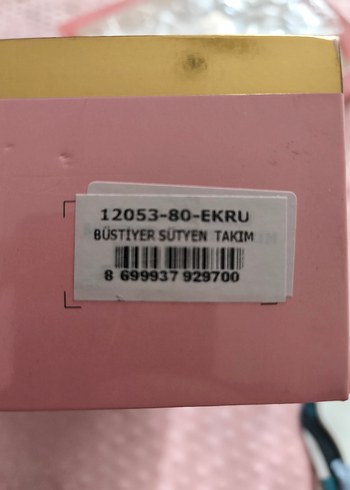 12053-80-EKRU
BÜSTİYER SÜTYEN TAKIM
8 699937 929700